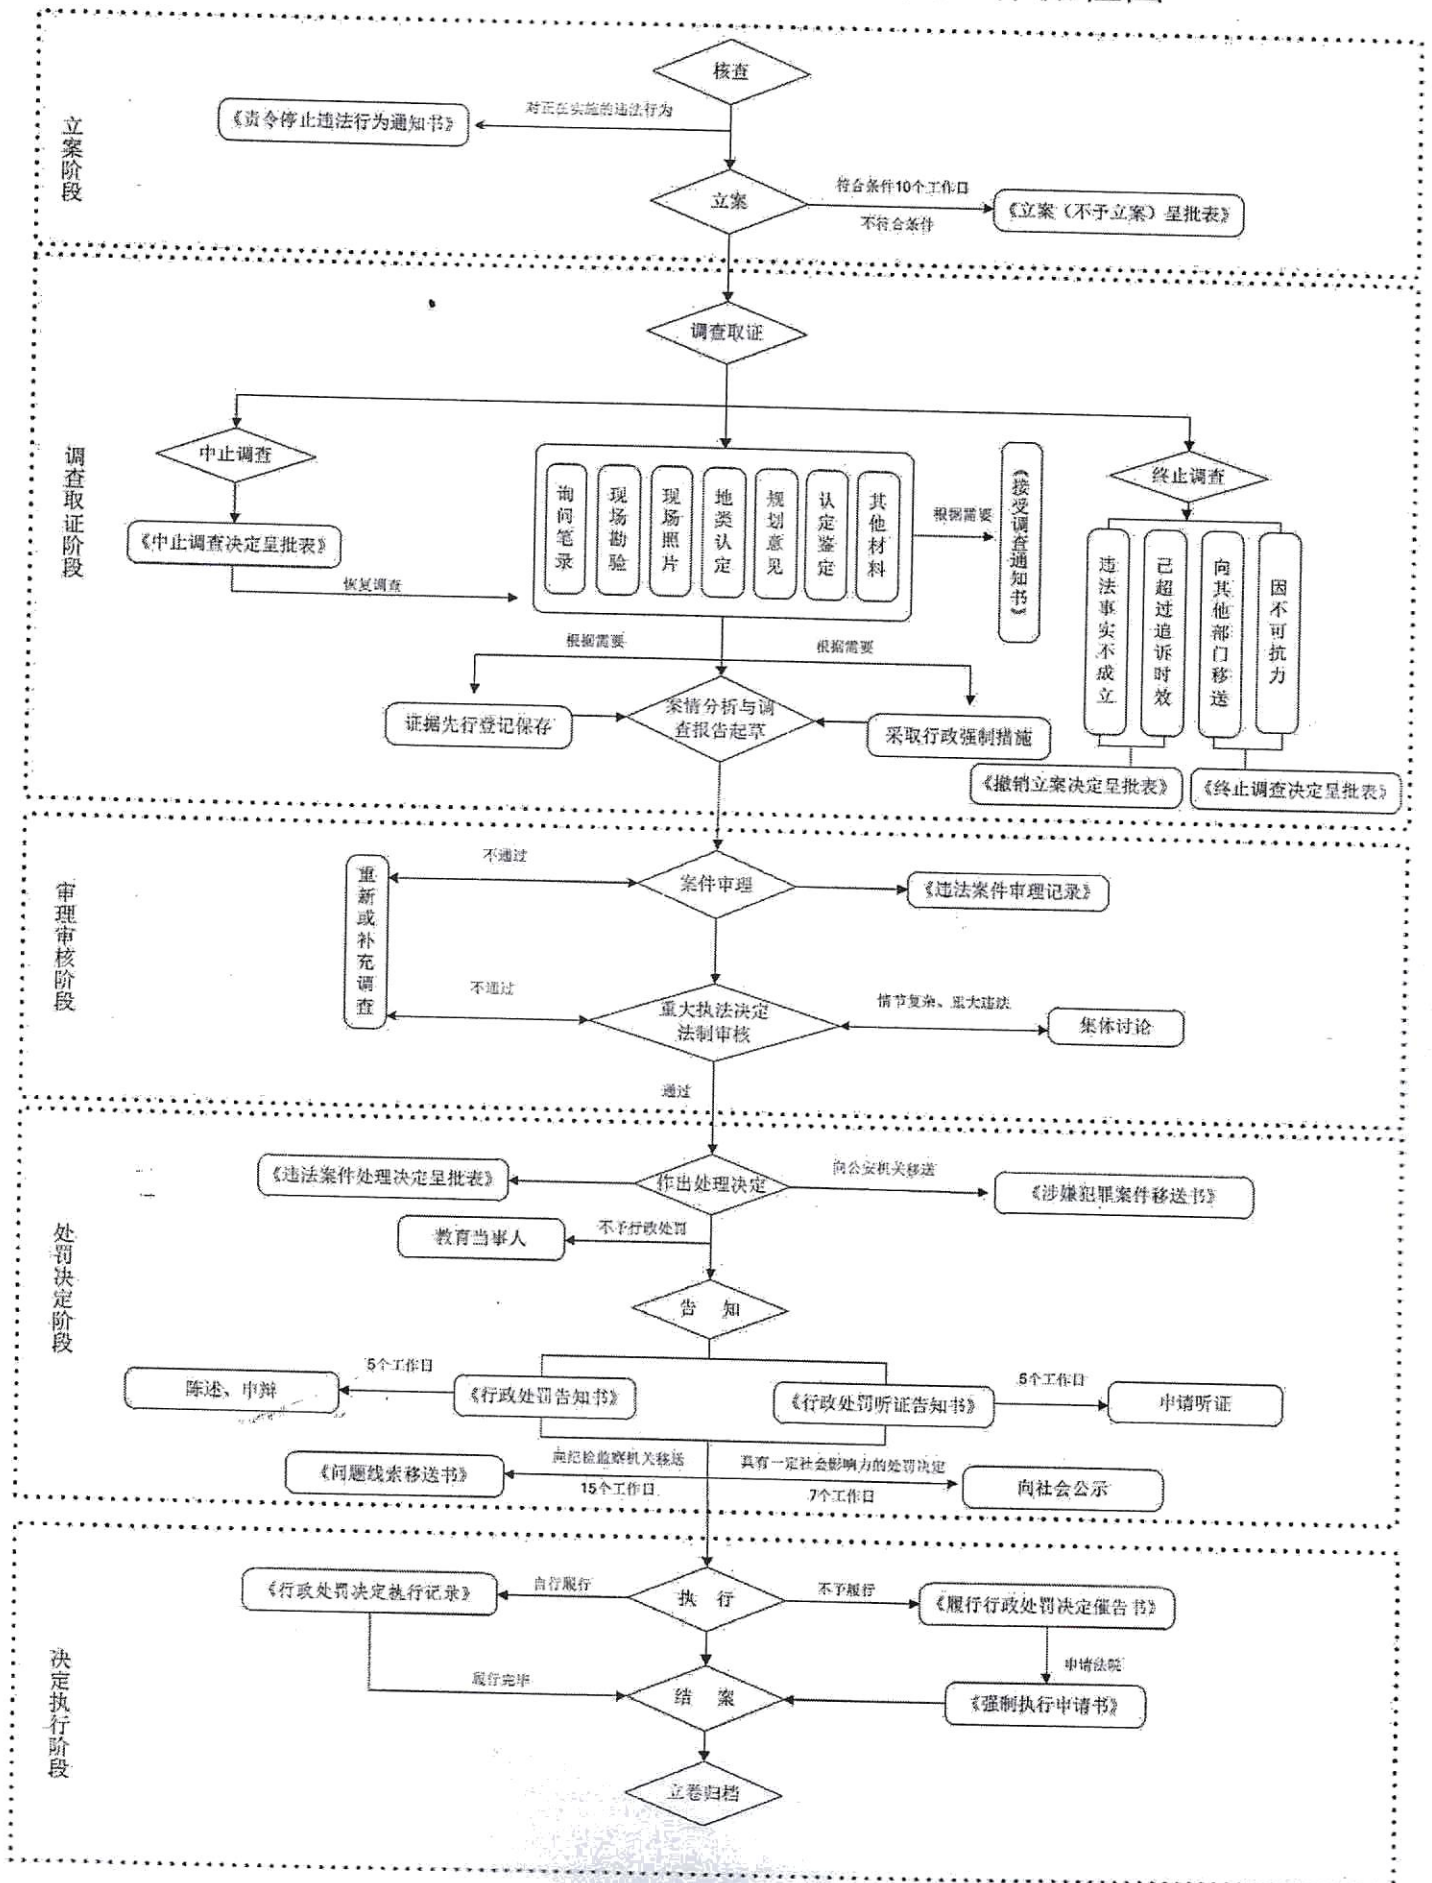 核查
对正在实施的违法行为
《责令停止违法行为通知书》
立案阶段
立案
符合条件10个工作日
不符合条件
《立案（不予立案）呈批表》
调查取证
调查取证阶段
中止调查
《中止调查决定呈批表》
恢复调查
询问笔录
现场勘验
现场照片
地类认定
规划意见
认定鉴定
其他材料
根据需要
《接受调查通知书》
终止调查
违法事实不成立
已超过追诉时效
向其他部门移送
因不可抗力
根据需要
根据需要
证据先行登记保存
案情分析与调
查报告起草
采取行政强制措施
《撤销立案决定呈批表》
《终止调查决定呈批表》
审理审核阶段
重新或补充调查
不通过
案件审理
《违法案件审理记录》
不通过
重大执法决定
法制审核
情节复杂、重大违法
集体讨论
通过
处罚决定阶段
《违法案件处理决定呈批表》
作出处理决定
向公安机关移送
《涉嫌犯罪案件移送书》
教育当事人
不予行政处罚
告 知
陈述、申辩
5个工作日
《行政处罚告知书》
《行政处罚听证告知书》
5个工作日
申请听证
《问题线索移送书》
向纪检监察机关移送
15个工作日
具有一定社会影响力的处罚决定
7个工作日
向社会公示
决定执行阶段
《行政处罚决定执行记录》
自行履行
执 行
不予履行
《履行行政处罚决定催告书》
申请法院
履行完毕
结 案
《强制执行申请书》
立卷归档